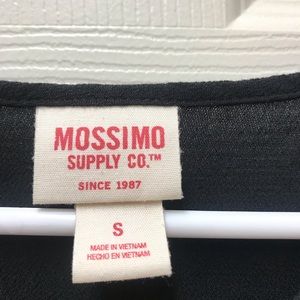 MOSSIMO
SUPPLY CO.™
SINCE 1987
S
MADE IN VIETNAM
HECHO EN VIETNAM